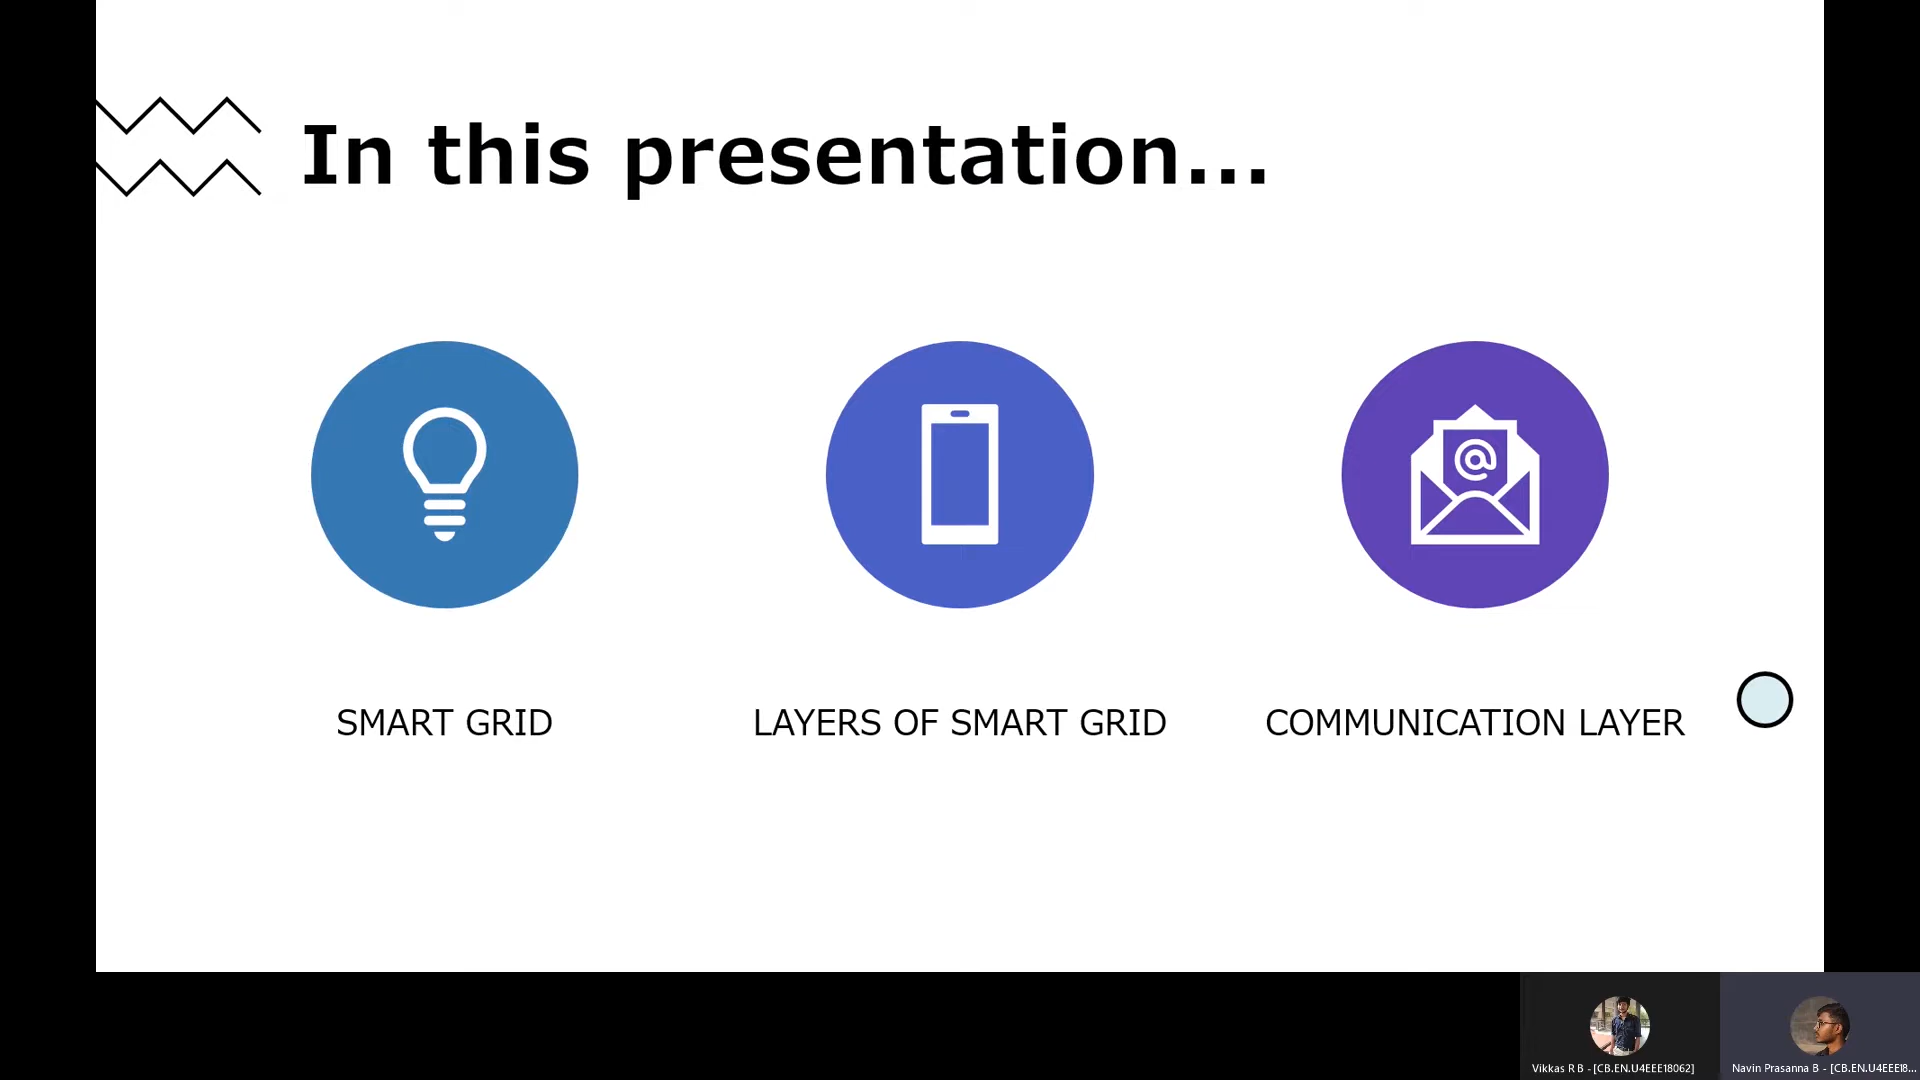 In this presentation...
SMART GRID
LAYERS OF SMART GRID
COMMUNICATION LAYER
@
Vikkas R B - [CB.EN.U4EEE18062]
Navin Prasanna B - [CB.EN.U4EEE18...